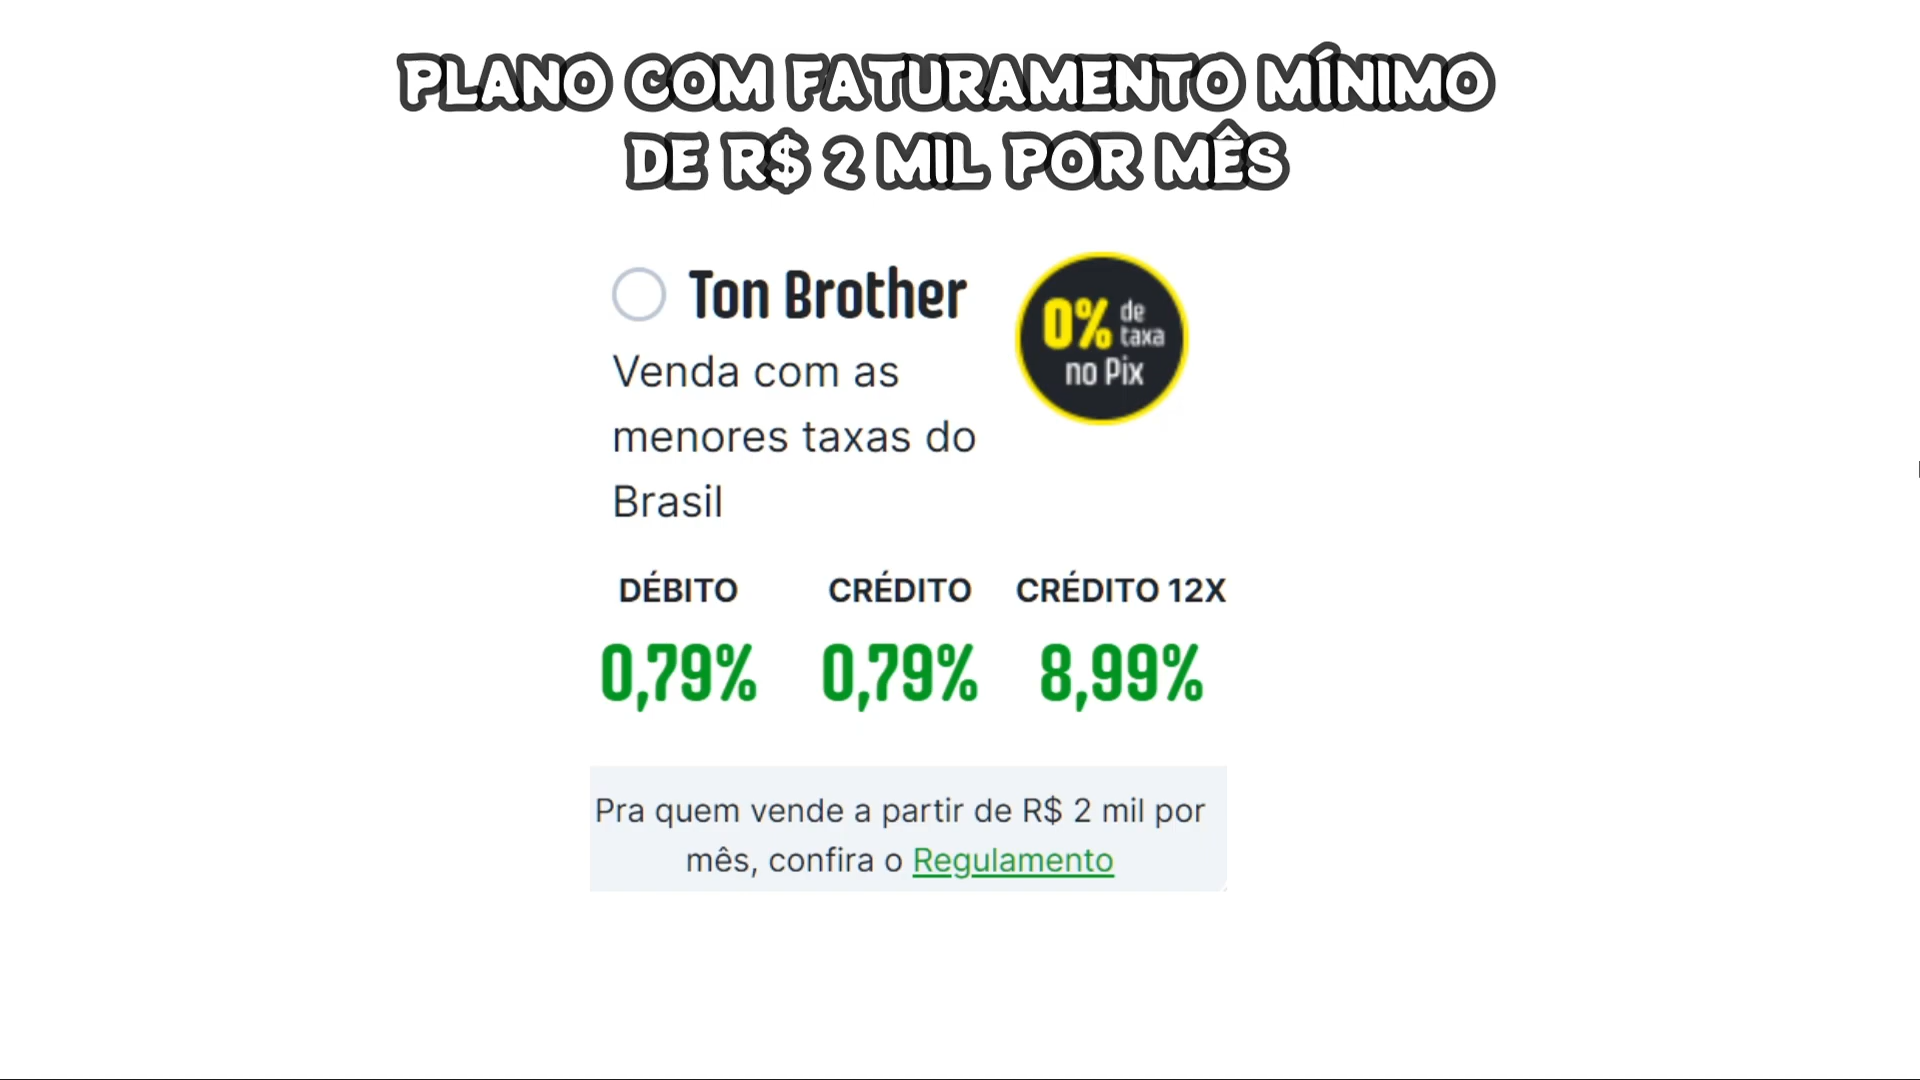 PLANO COM FATURAMENTO MÍNIMO
DE R$ 2 MIL POR MÊS
Ton Brother
0% de taxa
no Pix
Venda com as
menores taxas do
Brasil
DÉBITO CRÉDITO CRÉDITO 12X
0,79% 0,79% 8,99%
Pra quem vende a partir de R$ 2 mil por
mês, confira o Regulamento